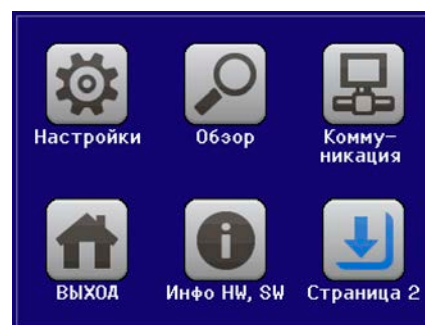 Настройки
Обзор
Комму-
никация
ВЫХОД
Инфо HW, SW
Страница 2